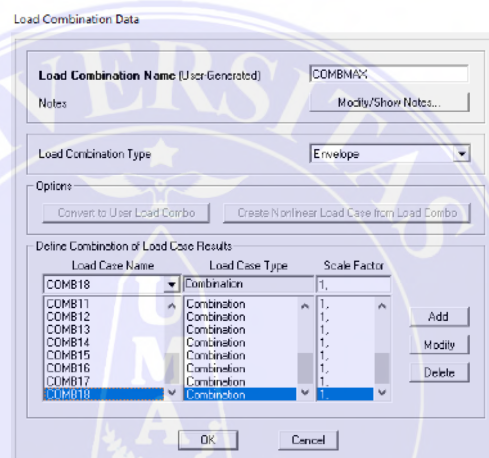 Load Combination Data
Load Combination Name (User-Generated) COMBMAX
Notes Modify/Show Notes...
Load Combination Type Envelope
Options
Convert to User Load Combo Create Nonlinear Load Case from Load Combo
Define Combination of Load Case Results
Load Case Name Load Case Type Scale Factor
COMB18 Combination 1,
COMB11 Combination 1,
COMB12 Combination 1,
COMB13 Combination 1, Add
COMB14 Combination 1,
COMB15 Combination 1, Modify
COMB16 Combination 1,
COMB17 Combination 1, Delete
COMB18 Combination 1,
OK Cancel